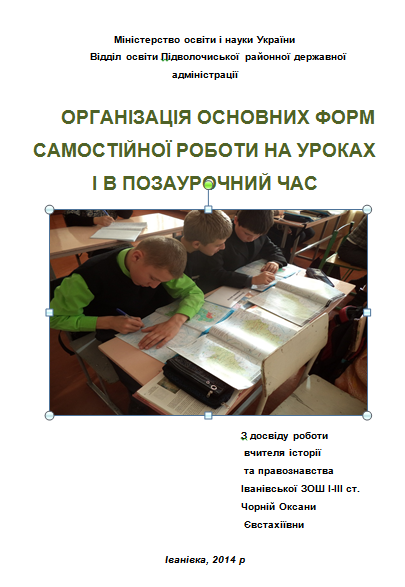 Міністерство освіти і науки України
Відділ освіти Підволочиської районної державної
адміністрації
ОРГАНІЗАЦІЯ ОСНОВНИХ ФОРМ
САМОСТІЙНОЇ РОБОТИ НА УРОКАХ
І В ПОЗАУРОЧНИЙ ЧАС
З досвіду роботи
вчителя історії
та правознавства
Іванівської ЗОШ І-ІІІ ст.
Чорній Оксани
Євстахіївни
Іванівка, 2014 р